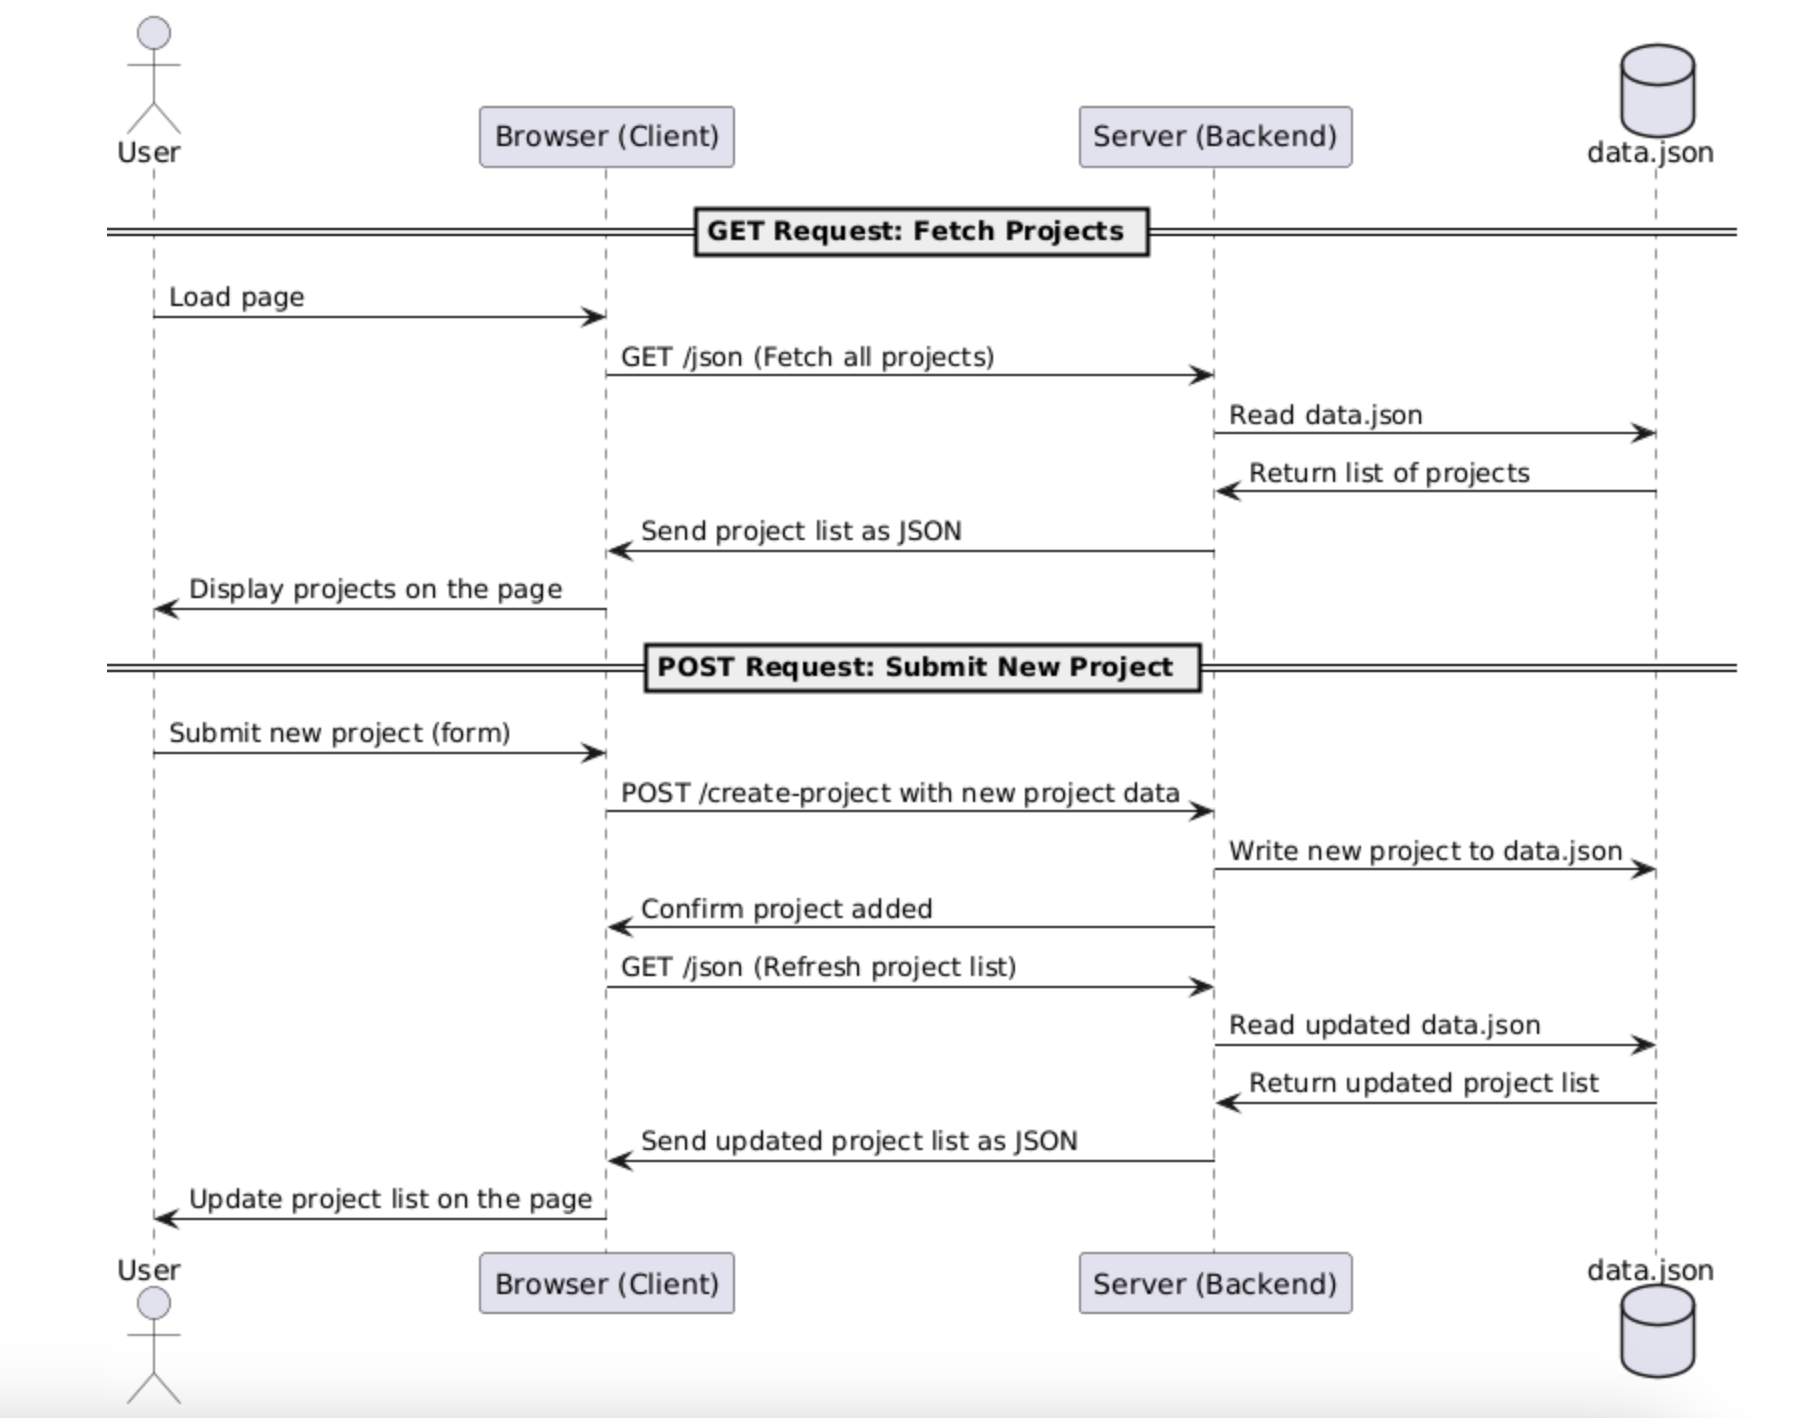 User
Browser (Client)
Server (Backend)
data.json
GET Request: Fetch Projects
Load page
GET /json (Fetch all projects)
Read data.json
Return list of projects
Send project list as JSON
Display projects on the page
POST Request: Submit New Project
Submit new project (form)
POST /create-project with new project data
Write new project to data.json
Confirm project added
GET /json (Refresh project list)
Read updated data.json
Return updated project list
Send updated project list as JSON
Update project list on the page
User
Browser (Client)
Server (Backend)
data.json